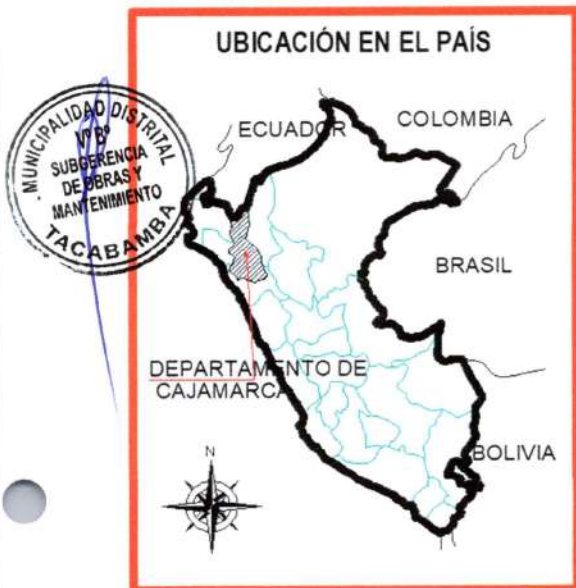 UBICACIÓN EN EL PAÍS
MUNICIPALIDAD DISTRITAL
Vº Bº
SUBGERENCIA
DE OBRAS Y
MANTENIMIENTO
TACABAMBA
ECUADOR
COLOMBIA
BRASIL
DEPARTAMENTO DE
CAJAMARCA
BOLIVIA
N